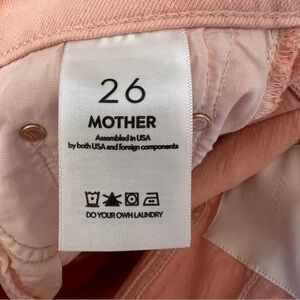 26
MOTHER
Assembled in USA
by both USA and foreign components
DO YOUR OWN LAUNDRY